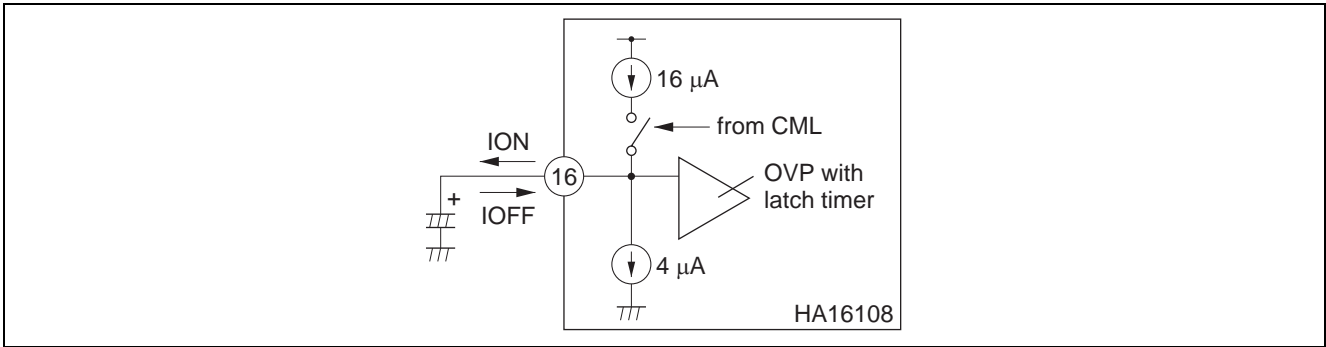 16 μA
from CML
ION
16
OVP with
latch timer
IOFF
+
4 μA
HA16108